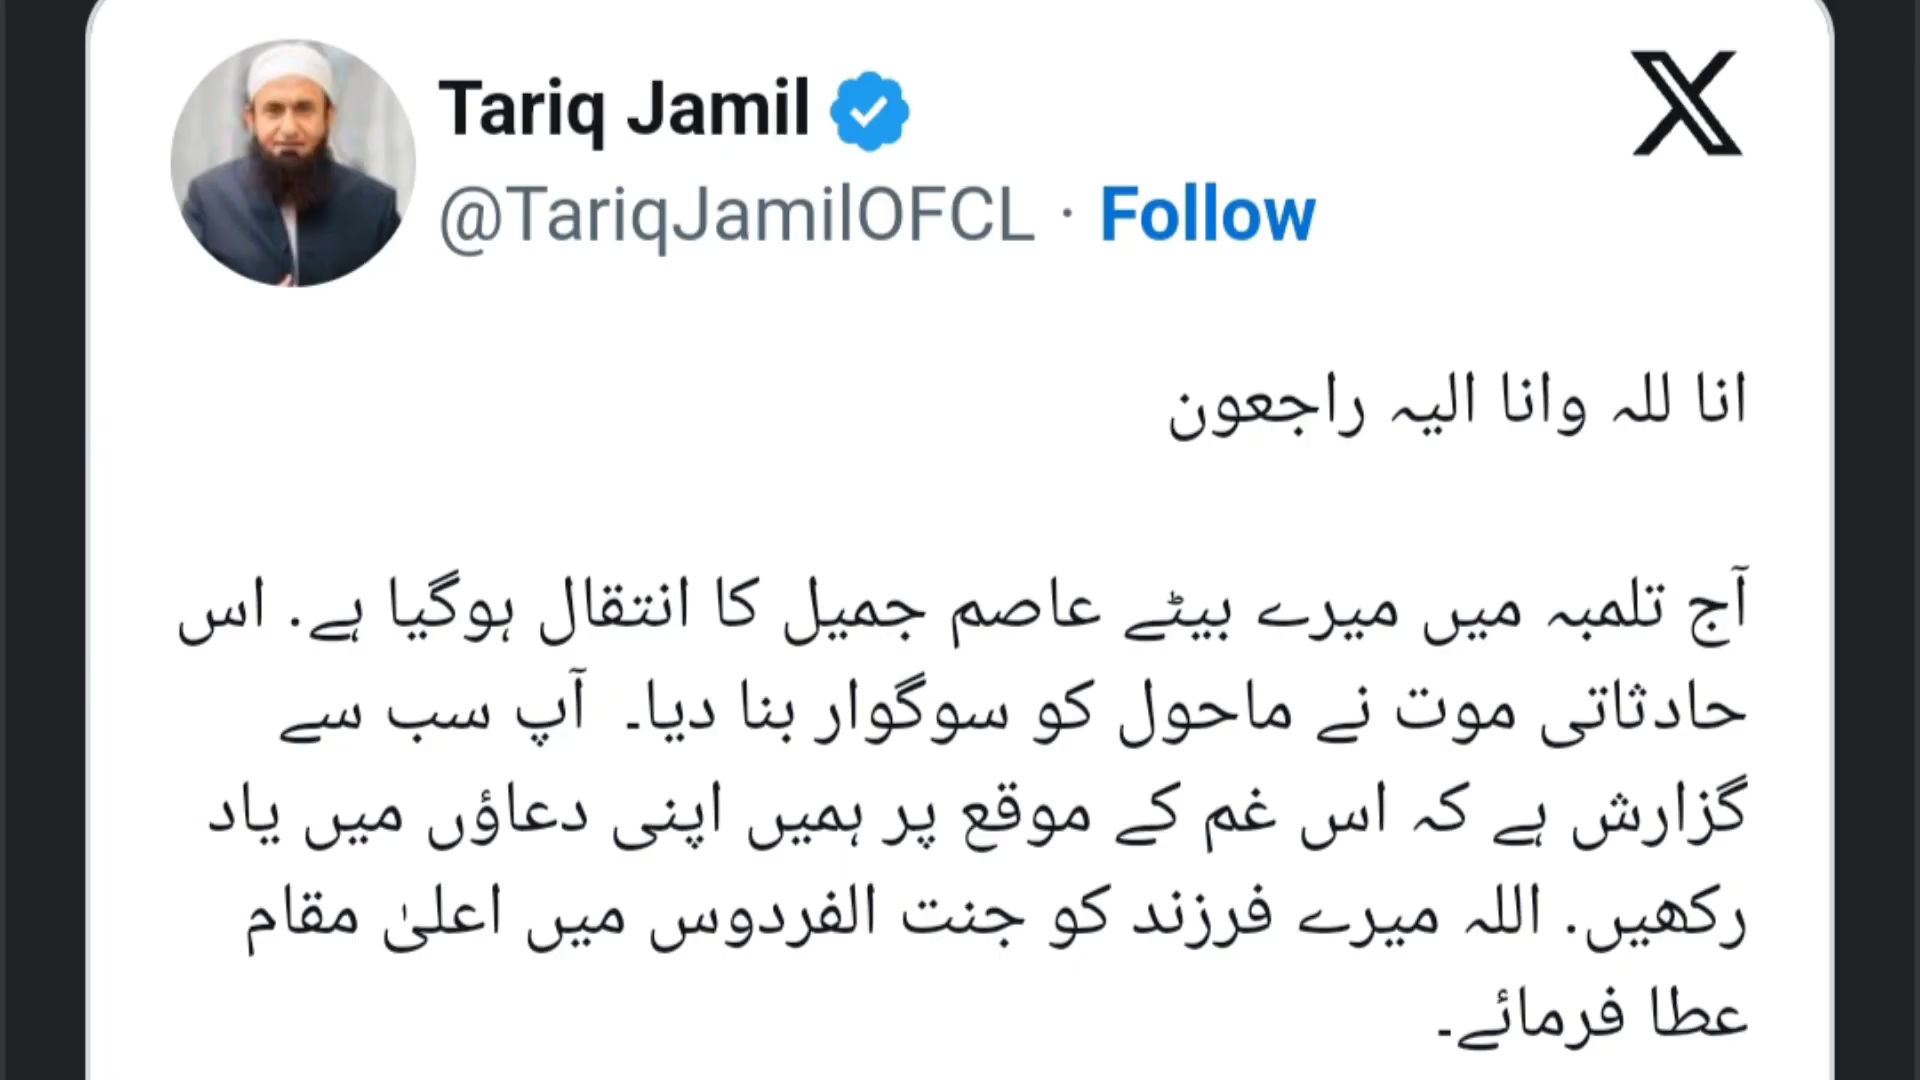 Tariq Jamil
@TariqJamilOFCL · Follow
انا للہ وانا الیہ راجعون
آج تلمبہ میں میرے بیٹے عاصم جمیل کا انتقال ہوگیا ہے. اس
حادثاتی موت نے ماحول کو سوگوار بنا دیا۔ آپ سب سے
گزارش ہے کہ اس غم کے موقع پر ہمیں اپنی دعاؤں میں یاد
رکھیں. اللہ میرے فرزند کو جنت الفردوس میں اعلیٰ مقام
عطا فرمائے۔